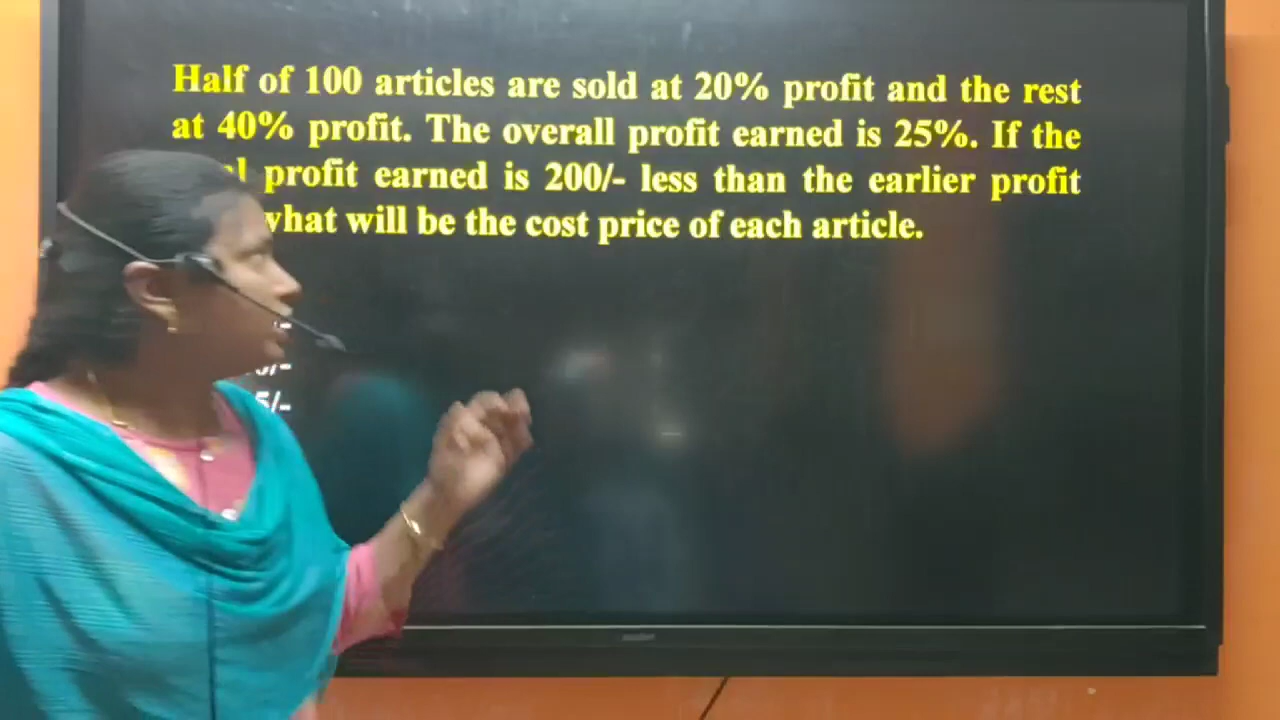 Half of 100 articles are sold at 20% profit and the rest
at 40% profit. The overall profit earned is 25%. If the
profit earned is 200/- less than the earlier profit
what will be the cost price of each article.